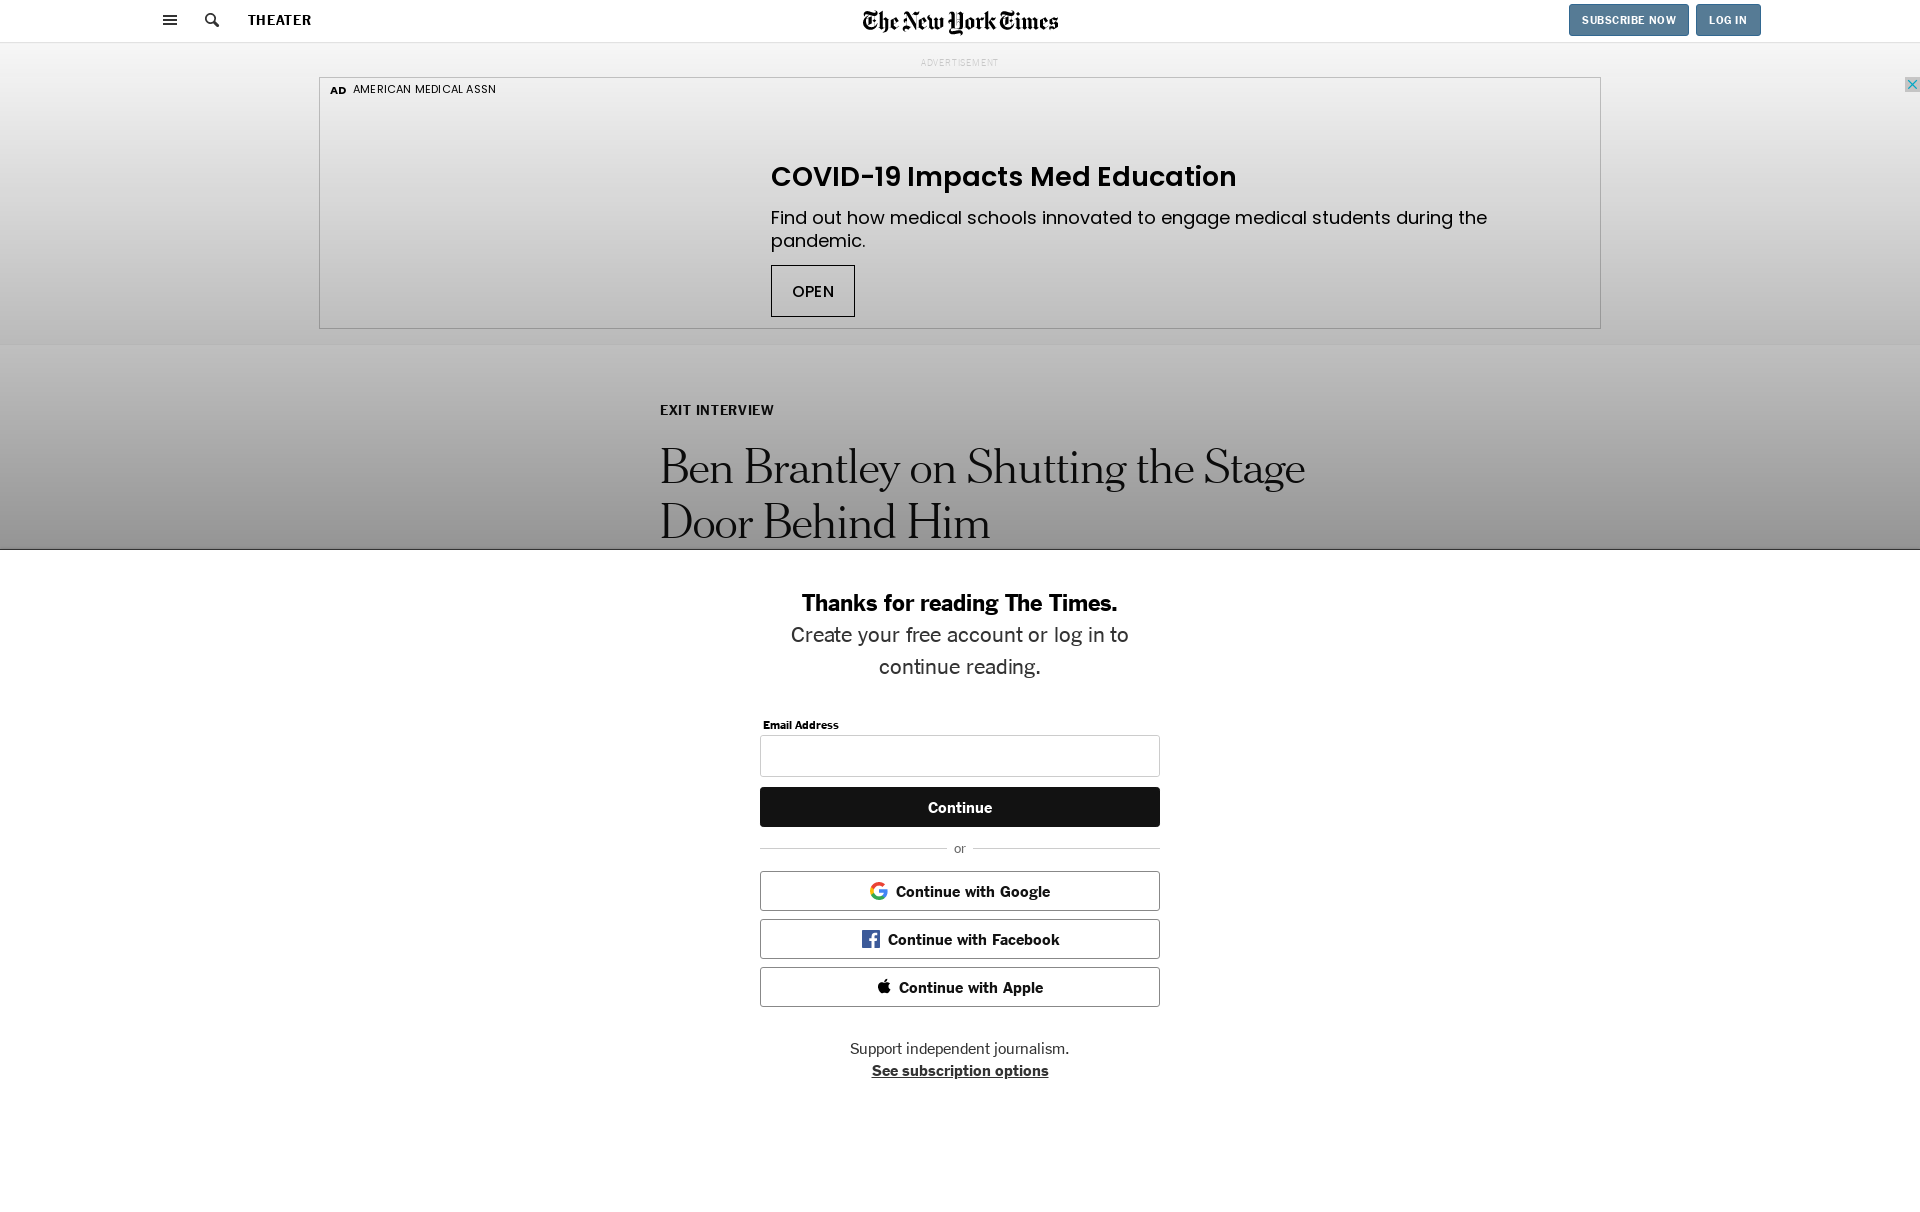 THEATER
The New York Times
SUBSCRIBE NOW
LOG IN
ADVERTISEMENT
AD AMERICAN MEDICAL ASSN
COVID-19 Impacts Med Education
Find out how medical schools innovated to engage medical students during the
pandemic.
OPEN
EXIT INTERVIEW
Ben Brantley on Shutting the Stage
Door Behind Him
Thanks for reading The Times.
Create your free account or log in to
continue reading.
Email Address
Continue
or
Continue with Google
Continue with Facebook
Continue with Apple
Support independent journalism.
See subscription options